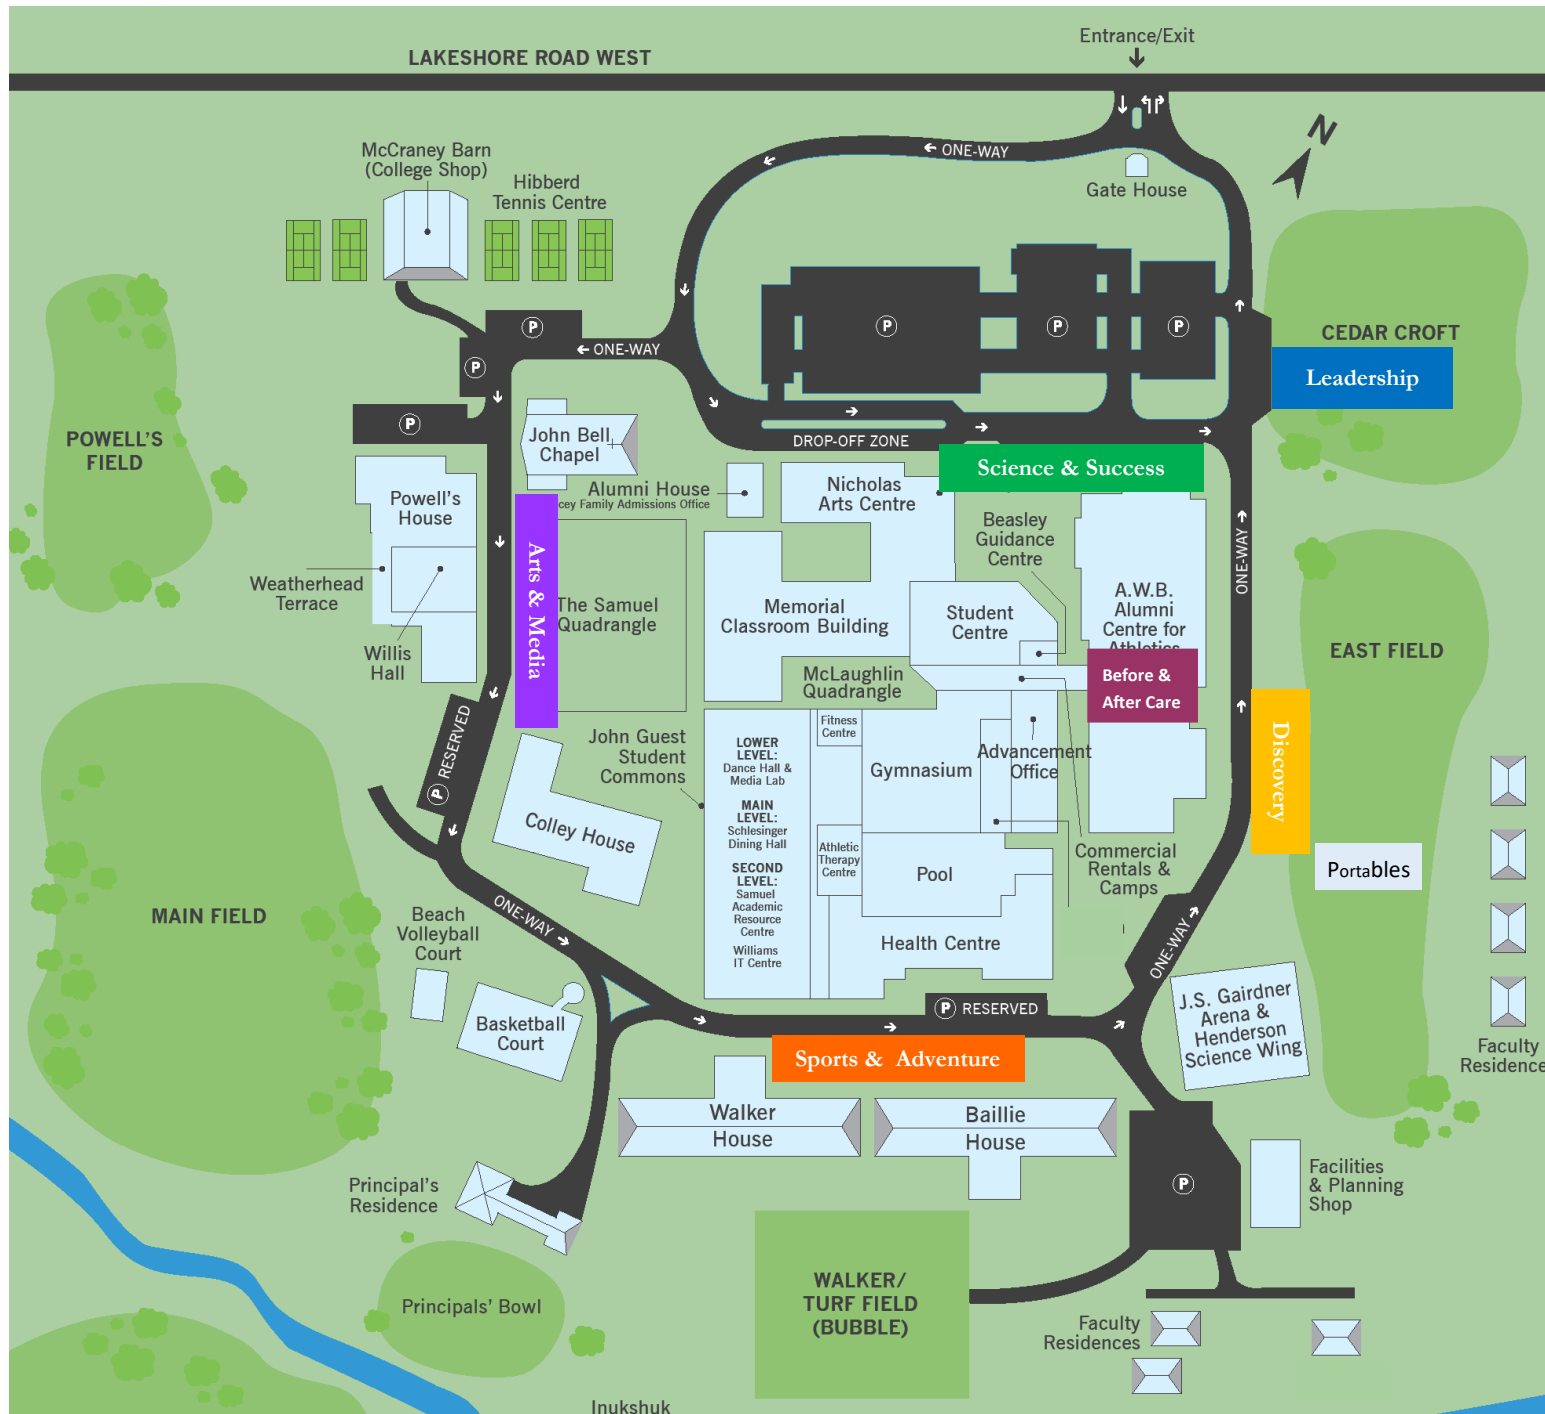 Entrance/Exit
LAKESHORE ROAD WEST
N
ONE-WAY
McCraney Barn
(College Shop)
Hibberd
Tennis Centre
Gate House
P
P
P
P
ONE-WAY
P
CEDAR CROFT
Leadership
P
DROP-OFF ZONE
John Bell
Chapel
POWELL'S
FIELD
Science & Success
Alumni House
cey Family Admissions Office
Nicholas
Arts Centre
Powell's
House
Beasley
Guidance
Centre
ONE-WAY
Arts & Media
Weatherhead
Terrace
The Samuel
Quadrangle
Memorial
Classroom Building
Student
Centre
A.W.B.
Alumni
Centre for
Athletics
Willis
Hall
EAST FIELD
McLaughlin
Quadrangle
Before &
After Care
P RESERVED
Fitness
Centre
John Guest
Student
Commons
LOWER
LEVEL:
Dance Hall &
Media Lab
MAIN
LEVEL:
Schlesinger
Dining Hall
SECOND
LEVEL:
Samuel
Academic
Resource
Centre
Williams
IT Centre
Gymnasium
Advancement
Office
Discovery
Colley House
Athletic
Therapy
Centre
Pool
Commercial
Rentals &
Camps
Portables
MAIN FIELD
Beach
Volleyball
Court
ONE-WAY
Health Centre
ONE-WAY
P RESERVED
J.S. Gairdner
Arena &
Henderson
Science Wing
Basketball
Court
Sports & Adventure
Faculty
Residence
Walker
House
Baillie
House
Principal's
Residence
P
Facilities
& Planning
Shop
WALKER/
TURF FIELD
(BUBBLE)
Principals' Bowl
Faculty
Residences
Inukshuk